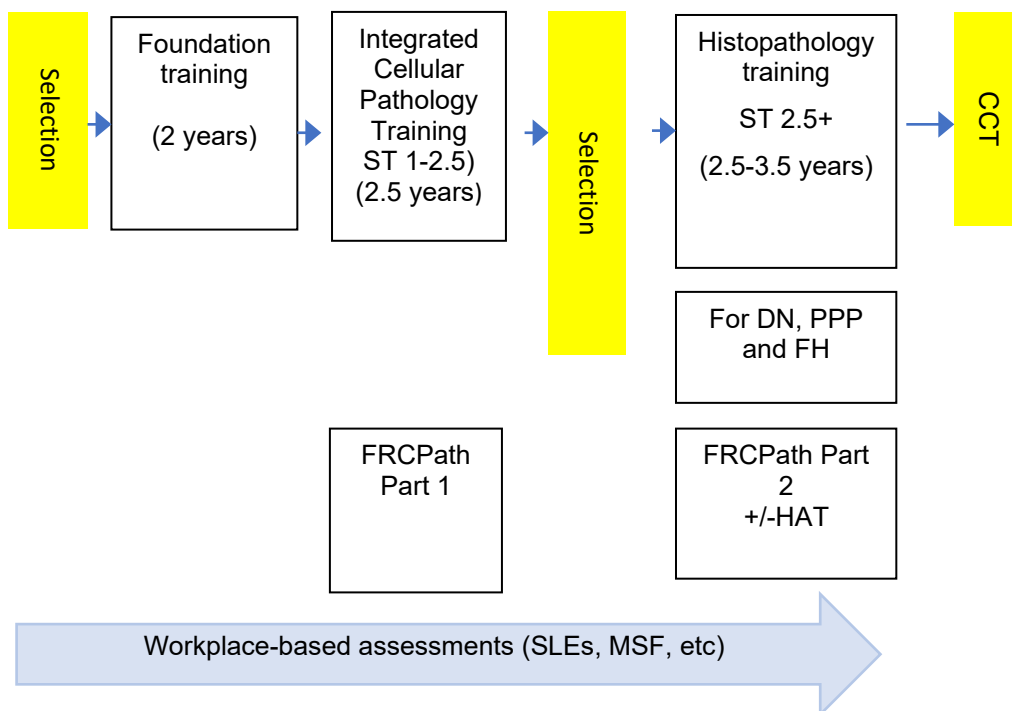 Selection
Foundation
training
(2 years)
Integrated
Cellular
Pathology
Training
ST 1-2.5)
(2.5 years)
Selection
Histopathology
training
ST 2.5+
(2.5-3.5 years)
CCT
For DN, PPP
and FH
FRCPath
Part 1
FRCPath Part
2
+/-HAT
Workplace-based assessments (SLEs, MSF, etc)